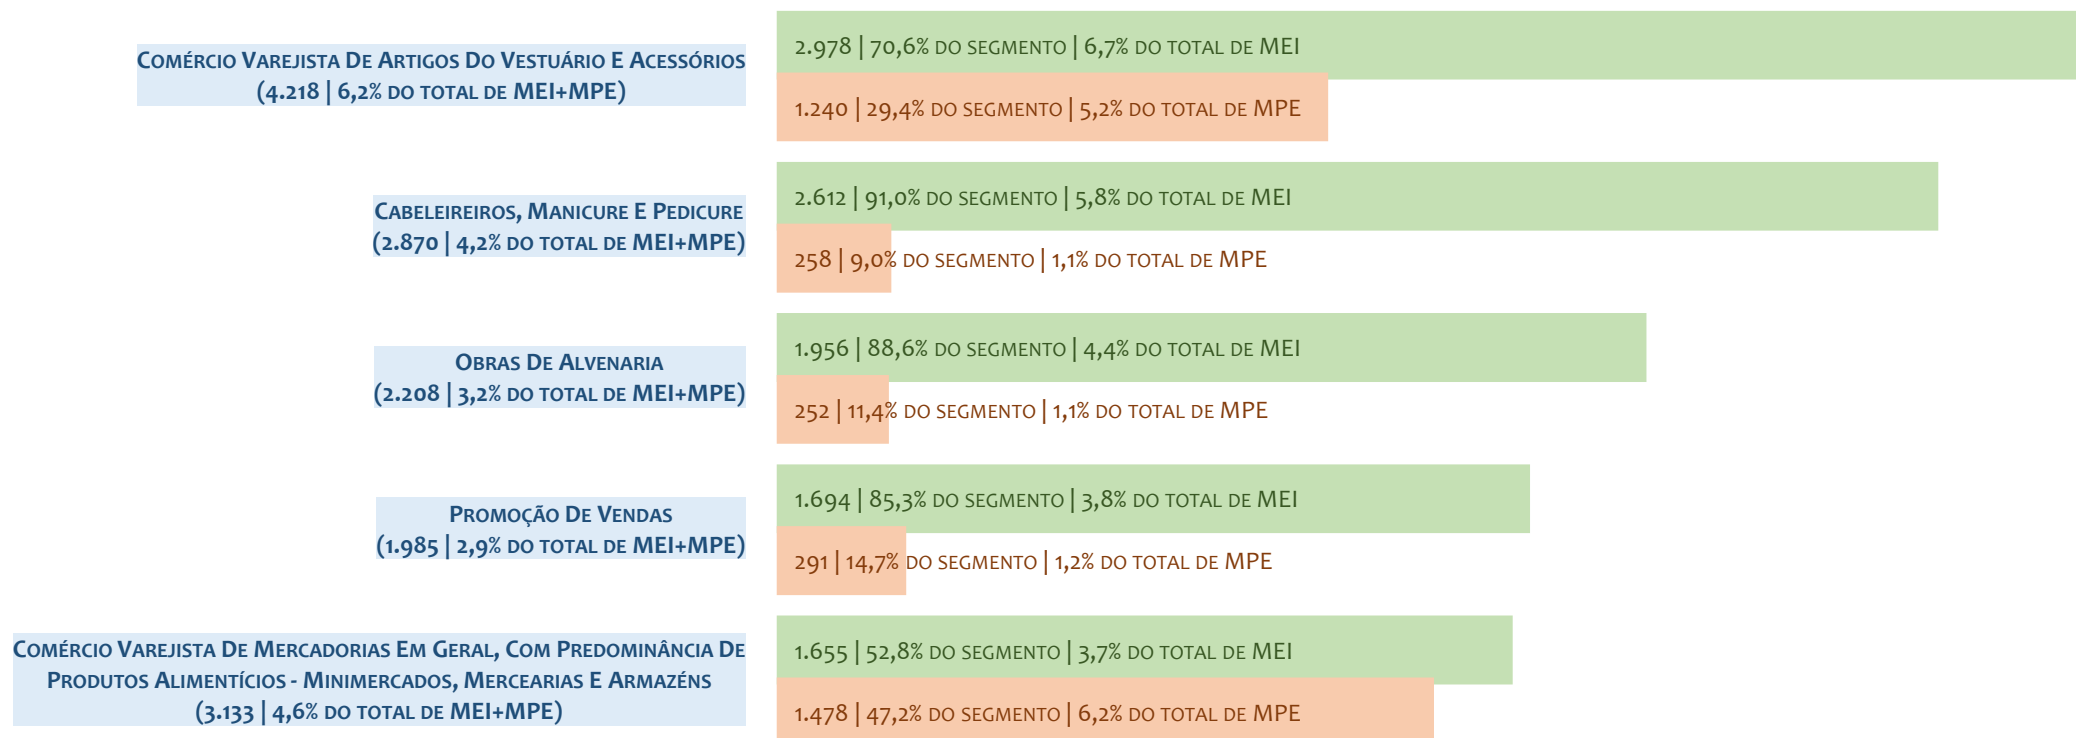 Comércio Varejista De Artigos Do Vestuário E Acessórios
(4.218 | 6,2% do total de MEI+MPE)
2.978 | 70,6% do segmento | 6,7% do total de MEI
1.240 | 29,4% do segmento | 5,2% do total de MPE
Cabeleireiros, Manicure E Pedicure
(2.870 | 4,2% do total de MEI+MPE)
2.612 | 91,0% do segmento | 5,8% do total de MEI
258 | 9,0% do segmento | 1,1% do total de MPE
Obras De Alvenaria
(2.208 | 3,2% do total de MEI+MPE)
1.956 | 88,6% do segmento | 4,4% do total de MEI
252 | 11,4% do segmento | 1,1% do total de MPE
Promoção De Vendas
(1.985 | 2,9% do total de MEI+MPE)
1.694 | 85,3% do segmento | 3,8% do total de MEI
291 | 14,7% do segmento | 1,2% do total de MPE
Comércio Varejista De Mercadorias Em Geral, Com Predominância De
Produtos Alimentícios - Minimercados, Mercearias E Armazéns
(3.133 | 4,6% do total de MEI+MPE)
1.655 | 52,8% do segmento | 3,7% do total de MEI
1.478 | 47,2% do segmento | 6,2% do total de MPE